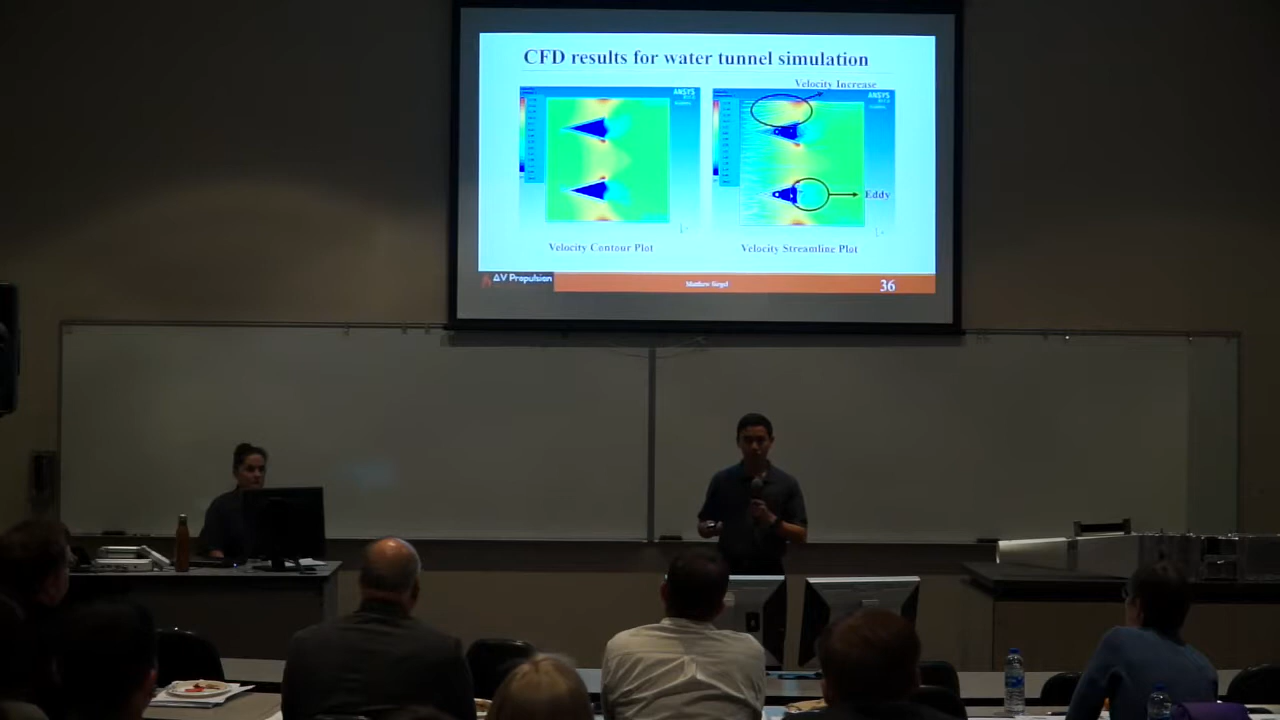 CFD results for water tunnel simulation
Velocity Increase
ANSYS
ANSYS
Eddy
Velocity Contour Plot
Velocity Streamline Plot
ΔV Propulsion
Matthew Siegel
36